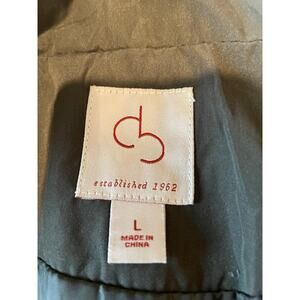 cb
established 1962
L
MADE IN
CHINA